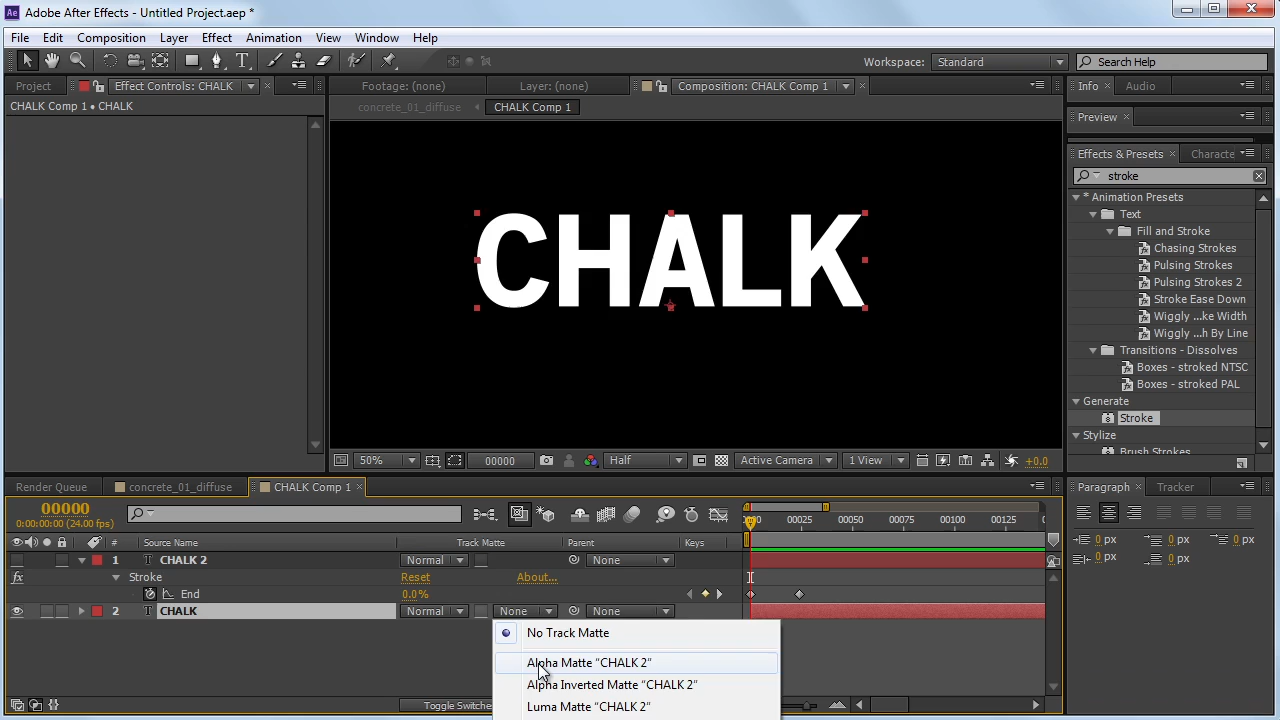 Ae Adobe After Effects - Untitled Project.aep *
File Edit Composition Layer Effect Animation View Window Help
Workspace: Standard Search Help
Project Effect Controls: CHALK Footage: (none) Layer: (none) Composition: CHALK Comp 1 Info Audio
CHALK Comp 1 • CHALK concrete_01_diffuse CHALK Comp 1
Preview
Effects & Presets Characte
stroke
* Animation Presets
Text
Fill and Stroke
Chasing Strokes
Pulsing Strokes
Pulsing Strokes 2
Stroke Ease Down
Wiggly ...ke Width
Wiggly ...h By Line
Transitions - Dissolves
Boxes - stroked NTSC
Boxes - stroked PAL
Generate
Stroke
Stylize
Brush Strokes
CHALK
50% 00000 Half Active Camera 1 View +0.0
Render Queue concrete_01_diffuse CHALK Comp 1 Paragraph Tracker
00000
0:00:00:00 (24.00 fps)
00025 00050 00075 00100 00125
# Source Name Track Matte Parent Keys
0 px 0 px 0 px
0 px 0 px
1 T CHALK 2 Normal None
fx Stroke Reset About...
End 0.0%
2 T CHALK Normal None None
No Track Matte
Alpha Matte “CHALK 2”
Alpha Inverted Matte “CHALK 2”
Luma Matte “CHALK 2”